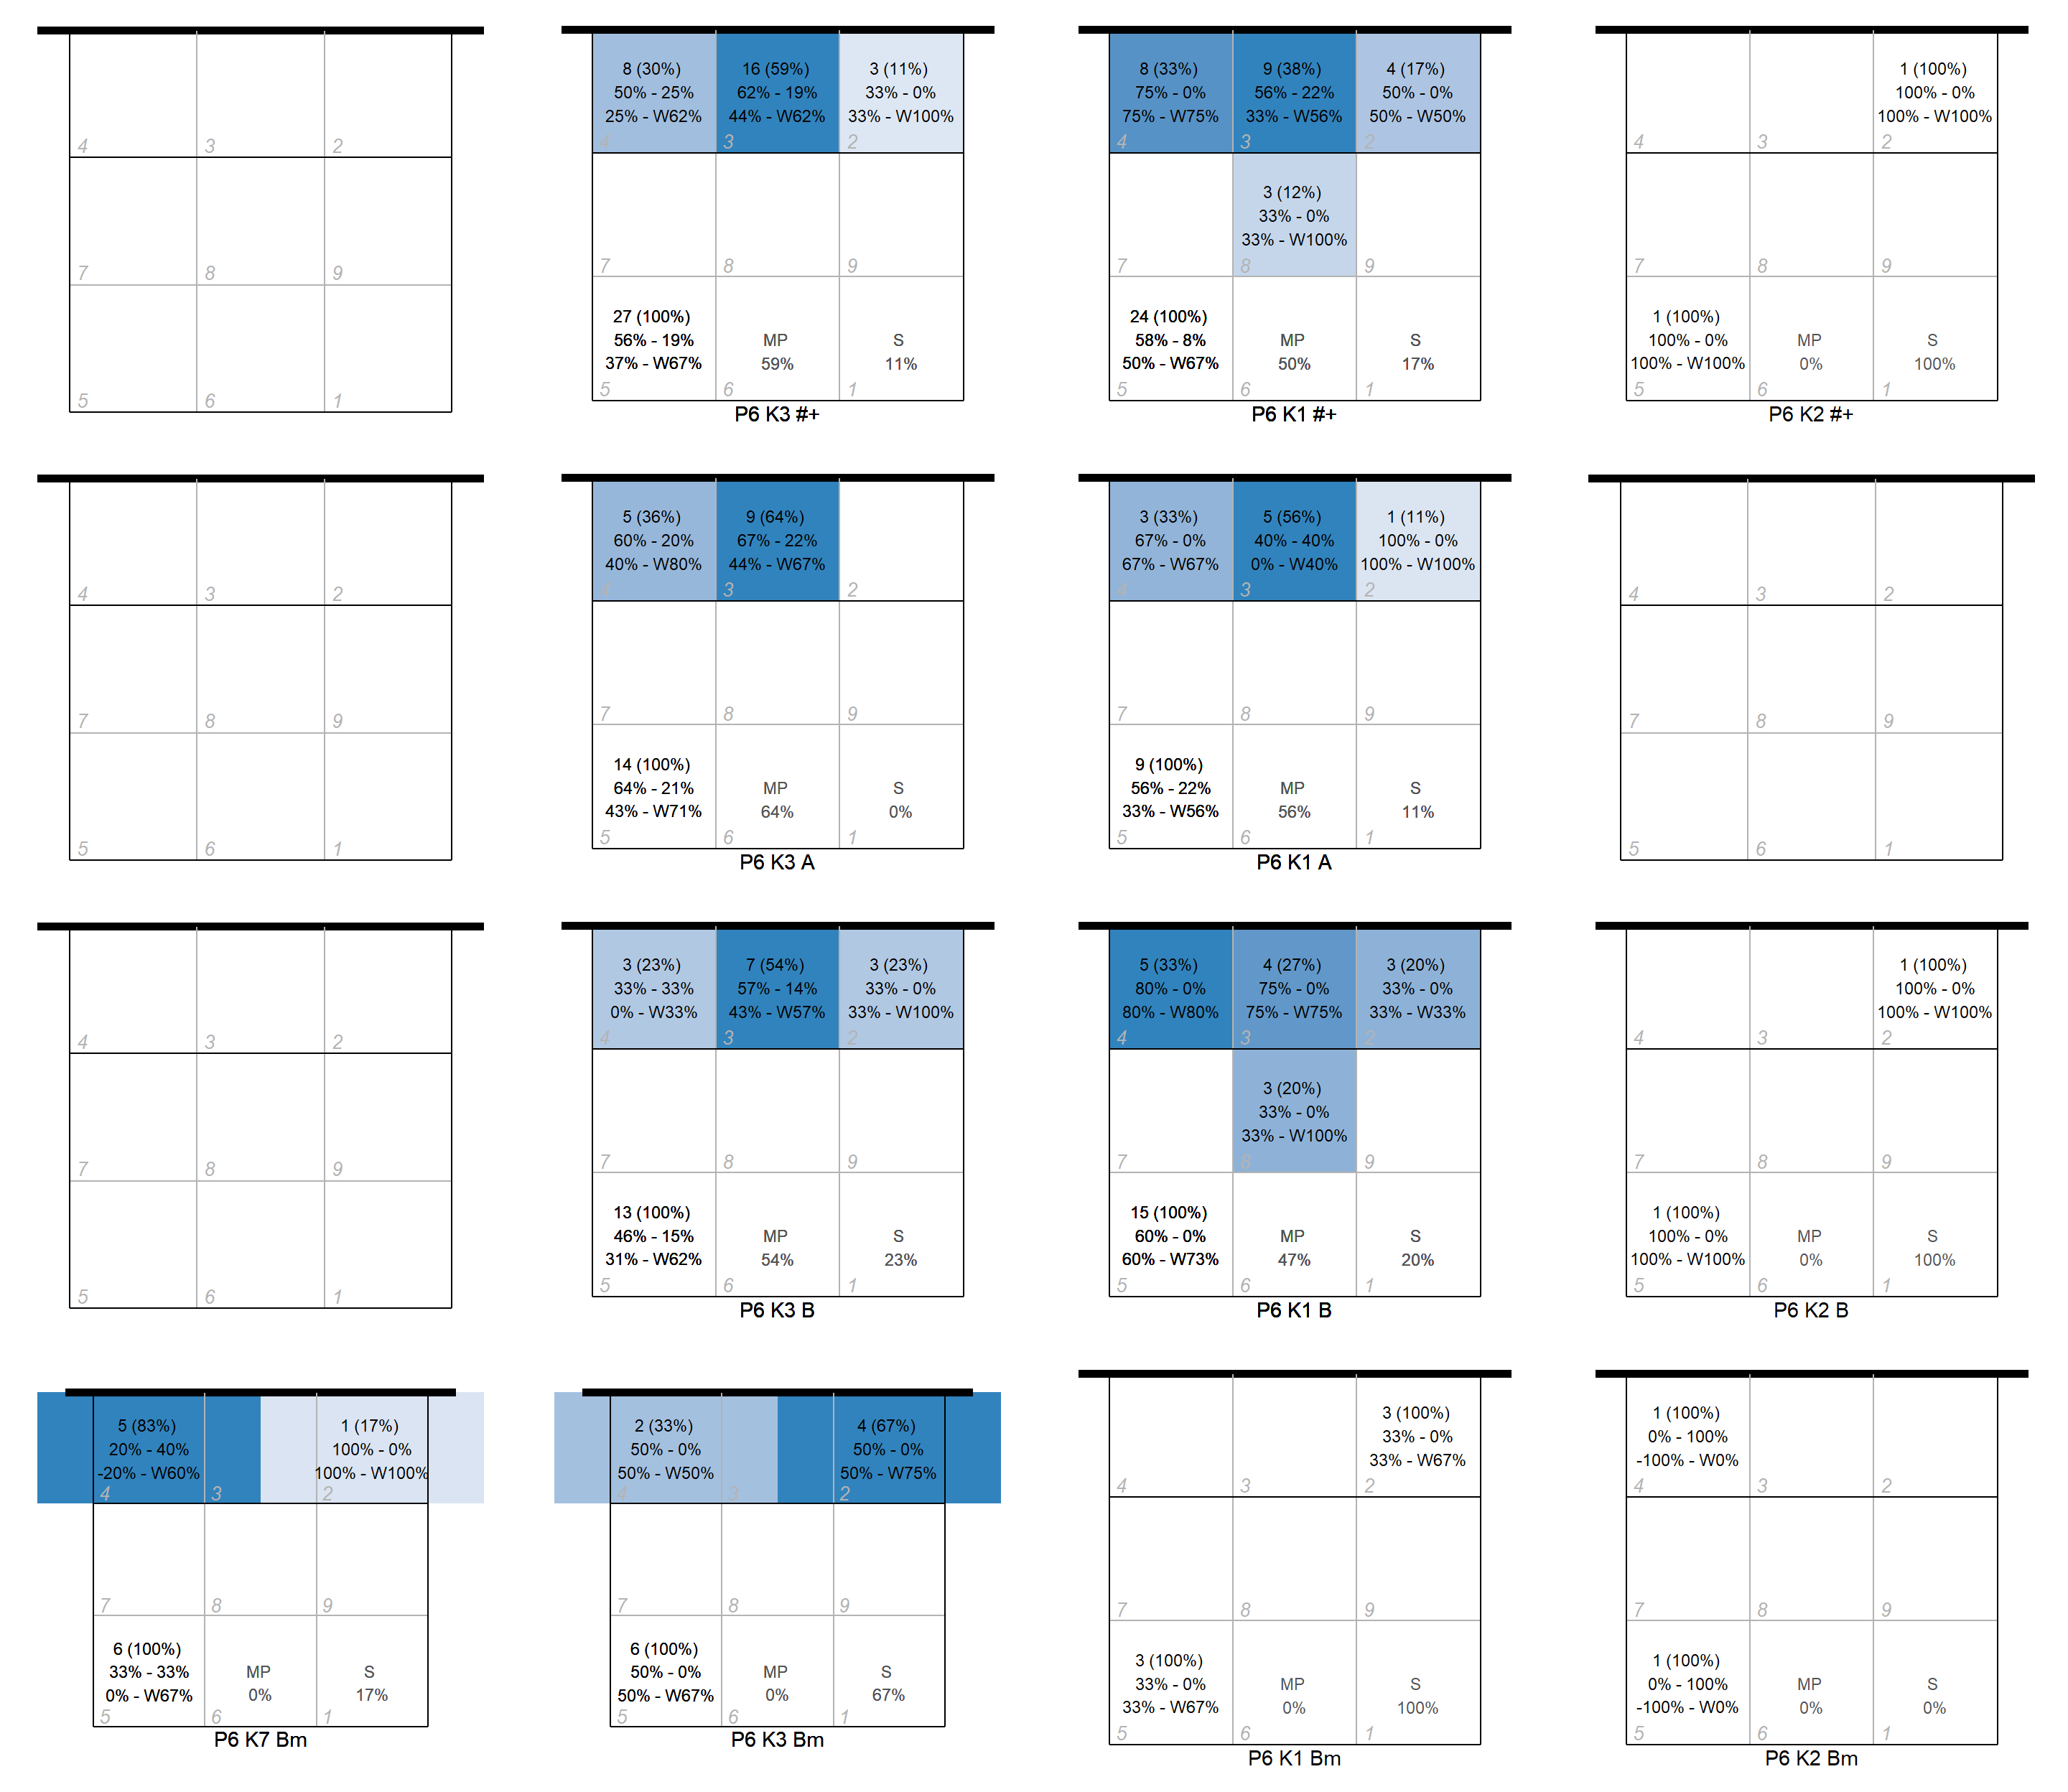 4 3 2
7 8 9
5 6 1
8 (30%) 16 (59%) 3 (11%)
50% - 25% 62% - 19% 33% - 0%
25% - W62% 44% - W62% 33% - W100%
4 3 2
7 8 9
27 (100%)
56% - 19% MP S
37% - W67% 59% 11%
5 6 1
P6 K3 #+
8 (33%) 9 (38%) 4 (17%)
75% - 0% 56% - 22% 50% - 0%
75% - W75% 33% - W56% 50% - W50%
4 3 2
3 (12%)
33% - 0%
33% - W100%
7 8 9
24 (100%)
58% - 8% MP S
50% - W67% 50% 17%
5 6 1
P6 K1 #+
1 (100%)
100% - 0%
100% - W100%
4 3 2
7 8 9
1 (100%)
100% - 0% MP S
100% - W100% 0% 100%
5 6 1
P6 K2 #+
4 3 2
7 8 9
5 6 1
5 (36%) 9 (64%)
60% - 20% 67% - 22%
40% - W80% 44% - W67%
4 3 2
7 8 9
14 (100%)
64% - 21% MP S
43% - W71% 64% 0%
5 6 1
P6 K3 A
3 (33%) 5 (56%) 1 (11%)
67% - 0% 40% - 40% 100% - 0%
67% - W67% 0% - W40% 100% - W100%
4 3 2
7 8 9
9 (100%)
56% - 22% MP S
33% - W56% 56% 11%
5 6 1
P6 K1 A
4 3 2
7 8 9
5 6 1
4 3 2
7 8 9
5 6 1
3 (23%) 7 (54%) 3 (23%)
33% - 33% 57% - 14% 33% - 0%
0% - W33% 43% - W57% 33% - W100%
4 3 2
7 8 9
13 (100%)
46% - 15% MP S
31% - W62% 54% 23%
5 6 1
P6 K3 B
5 (33%) 4 (27%) 3 (20%)
80% - 0% 75% - 0% 33% - 0%
80% - W80% 75% - W75% 33% - W33%
4 3 2
3 (20%)
33% - 0%
33% - W100%
7 8 9
15 (100%)
60% - 0% MP S
60% - W73% 47% 20%
5 6 1
P6 K1 B
1 (100%)
100% - 0%
100% - W100%
4 3 2
7 8 9
1 (100%)
100% - 0% MP S
100% - W100% 0% 100%
5 6 1
P6 K2 B
5 (83%) 1 (17%)
20% - 40% 100% - 0%
-20% - W60% 100% - W100%
4 3 2
7 8 9
6 (100%)
33% - 33% MP S
0% - W67% 0% 17%
5 6 1
P6 K7 Bm
2 (33%) 4 (67%)
50% - 0% 50% - 0%
50% - W50% 50% - W75%
4 3 2
7 8 9
6 (100%)
50% - 0% MP S
50% - W67% 0% 67%
5 6 1
P6 K3 Bm
3 (100%)
33% - 0%
33% - W67%
4 3 2
7 8 9
3 (100%)
33% - 0% MP S
33% - W67% 0% 100%
5 6 1
P6 K1 Bm
1 (100%)
0% - 100%
-100% - W0%
4 3 2
7 8 9
1 (100%)
0% - 100% MP S
-100% - W0% 0% 0%
5 6 1
P6 K2 Bm